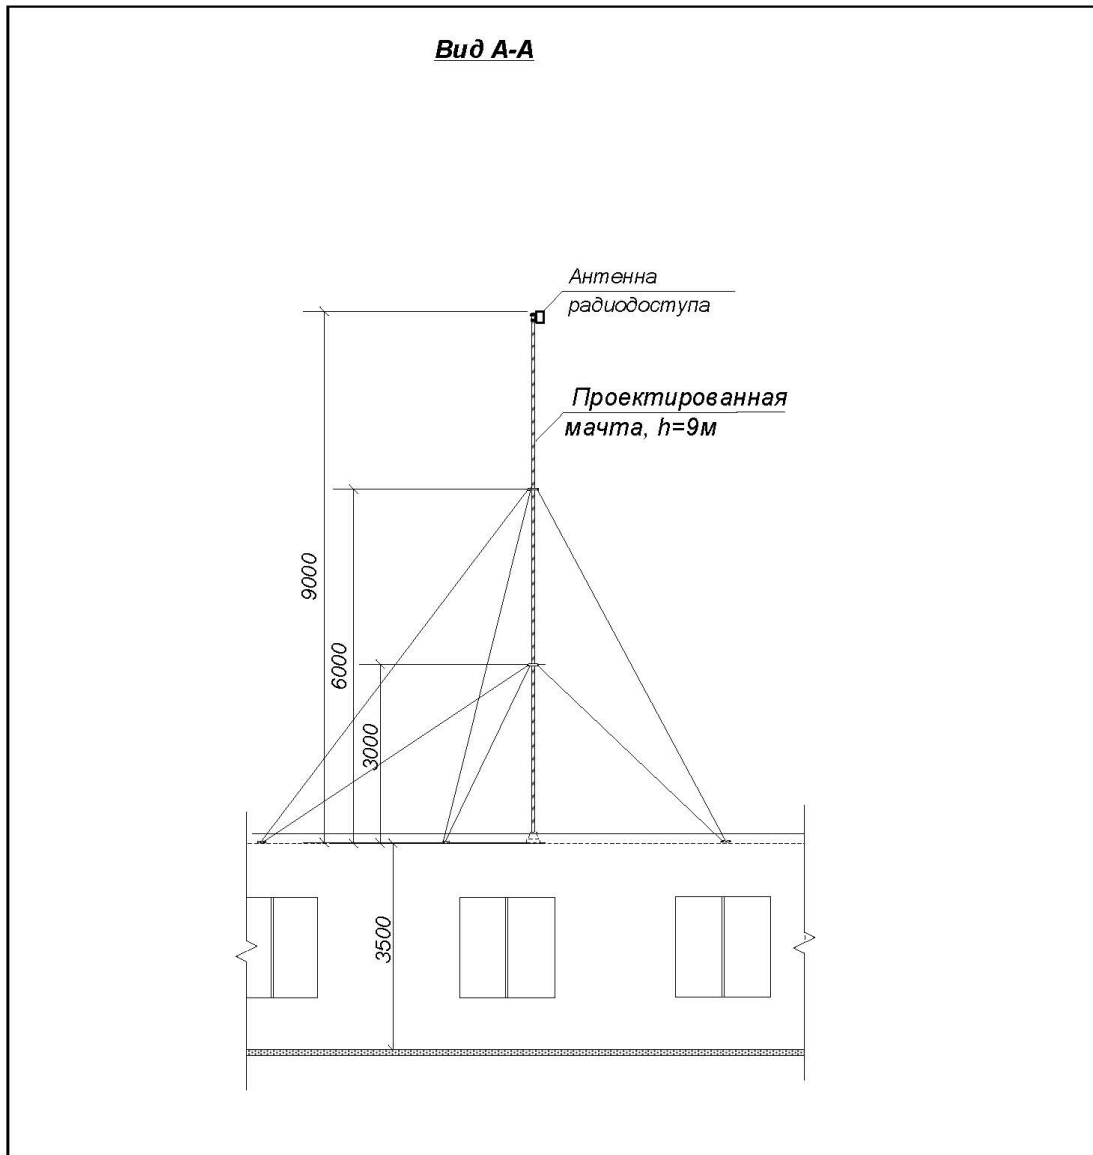 Вид А-А
Антенна
радиодоступа
Проектированная
мачта, h=9м
9000
6000
3000
3500